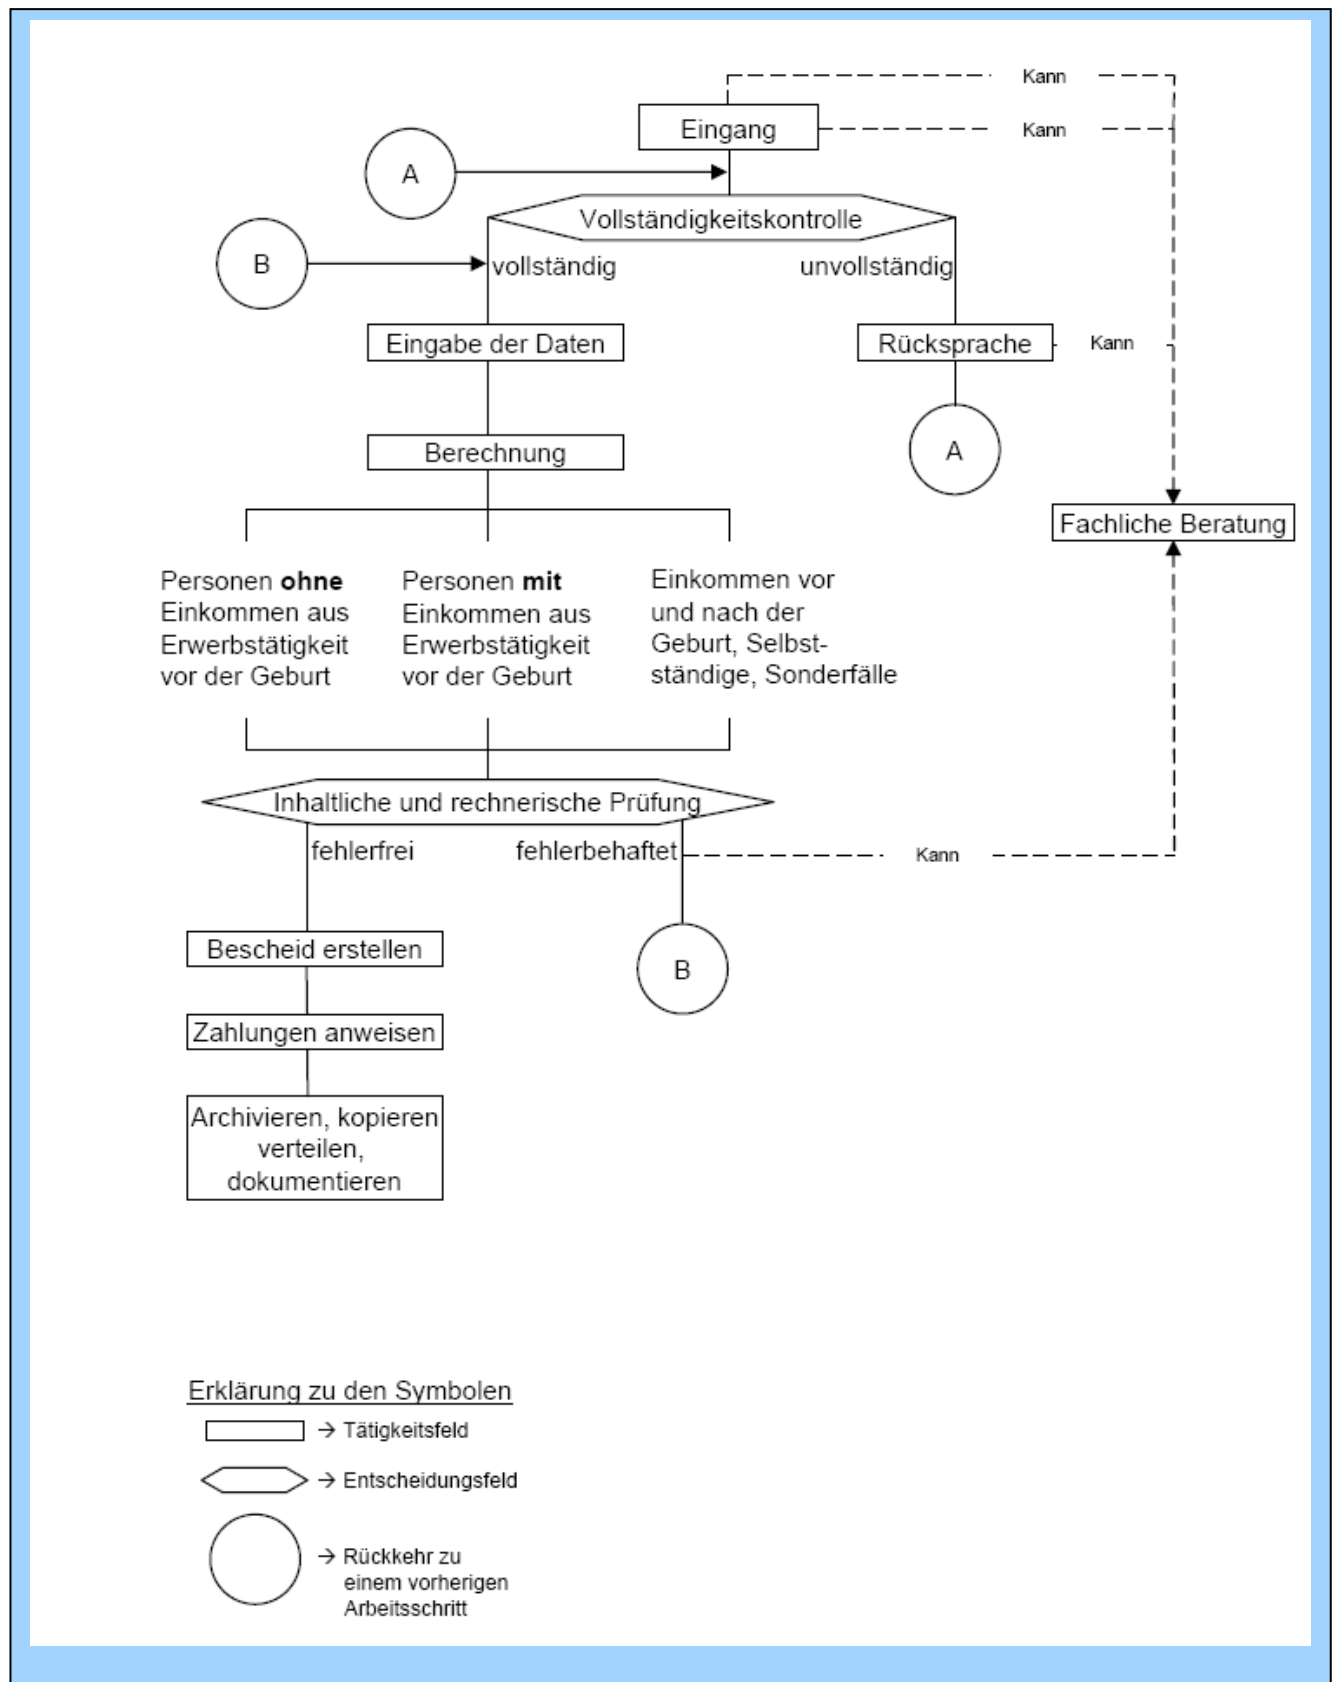 Kann
Eingang
Kann
A
Vollständigkeitskontrolle
B
vollständig
unvollständig
Eingabe der Daten
Rücksprache
Kann
Berechnung
A
Fachliche Beratung
Personen ohne
Einkommen aus
Erwerbstätigkeit
vor der Geburt
Personen mit
Einkommen aus
Erwerbstätigkeit
vor der Geburt
Einkommen vor
und nach der
Geburt, Selbst-
ständige, Sonderfälle
Inhaltliche und rechnerische Prüfung
fehlerfrei
fehlerbehaftet
Kann
Bescheid erstellen
B
Zahlungen anweisen
Archivieren, kopieren
verteilen,
dokumentieren
Erklärung zu den Symbolen
→ Tätigkeitsfeld
→ Entscheidungsfeld
→ Rückkehr zu
einem vorherigen
Arbeitsschritt